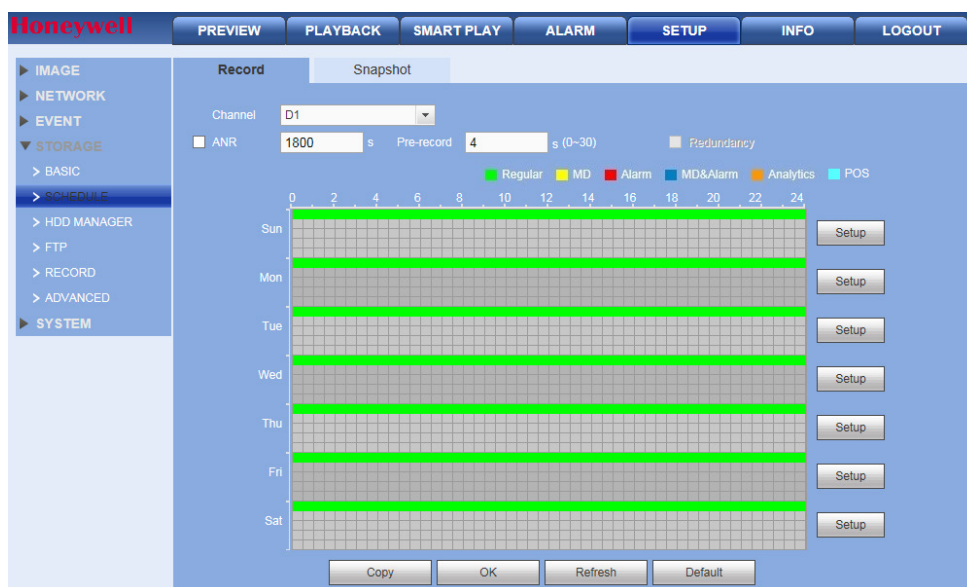 Honeywell
PREVIEW PLAYBACK SMART PLAY ALARM SETUP INFO LOGOUT
IMAGE
NETWORK
EVENT
STORAGE
BASIC
SCHEDULE
HDD MANAGER
FTP
RECORD
ADVANCED
SYSTEM
Record Snapshot
Channel D1
ANR 1800 s Pre-record 4 s (0~30) Redundancy
Regular MD Alarm MD&Alarm Analytics POS
0 2 4 6 8 10 12 14 16 18 20 22 24
Sun Setup
Mon Setup
Tue Setup
Wed Setup
Thu Setup
Fri Setup
Sat Setup
Copy OK Refresh Default